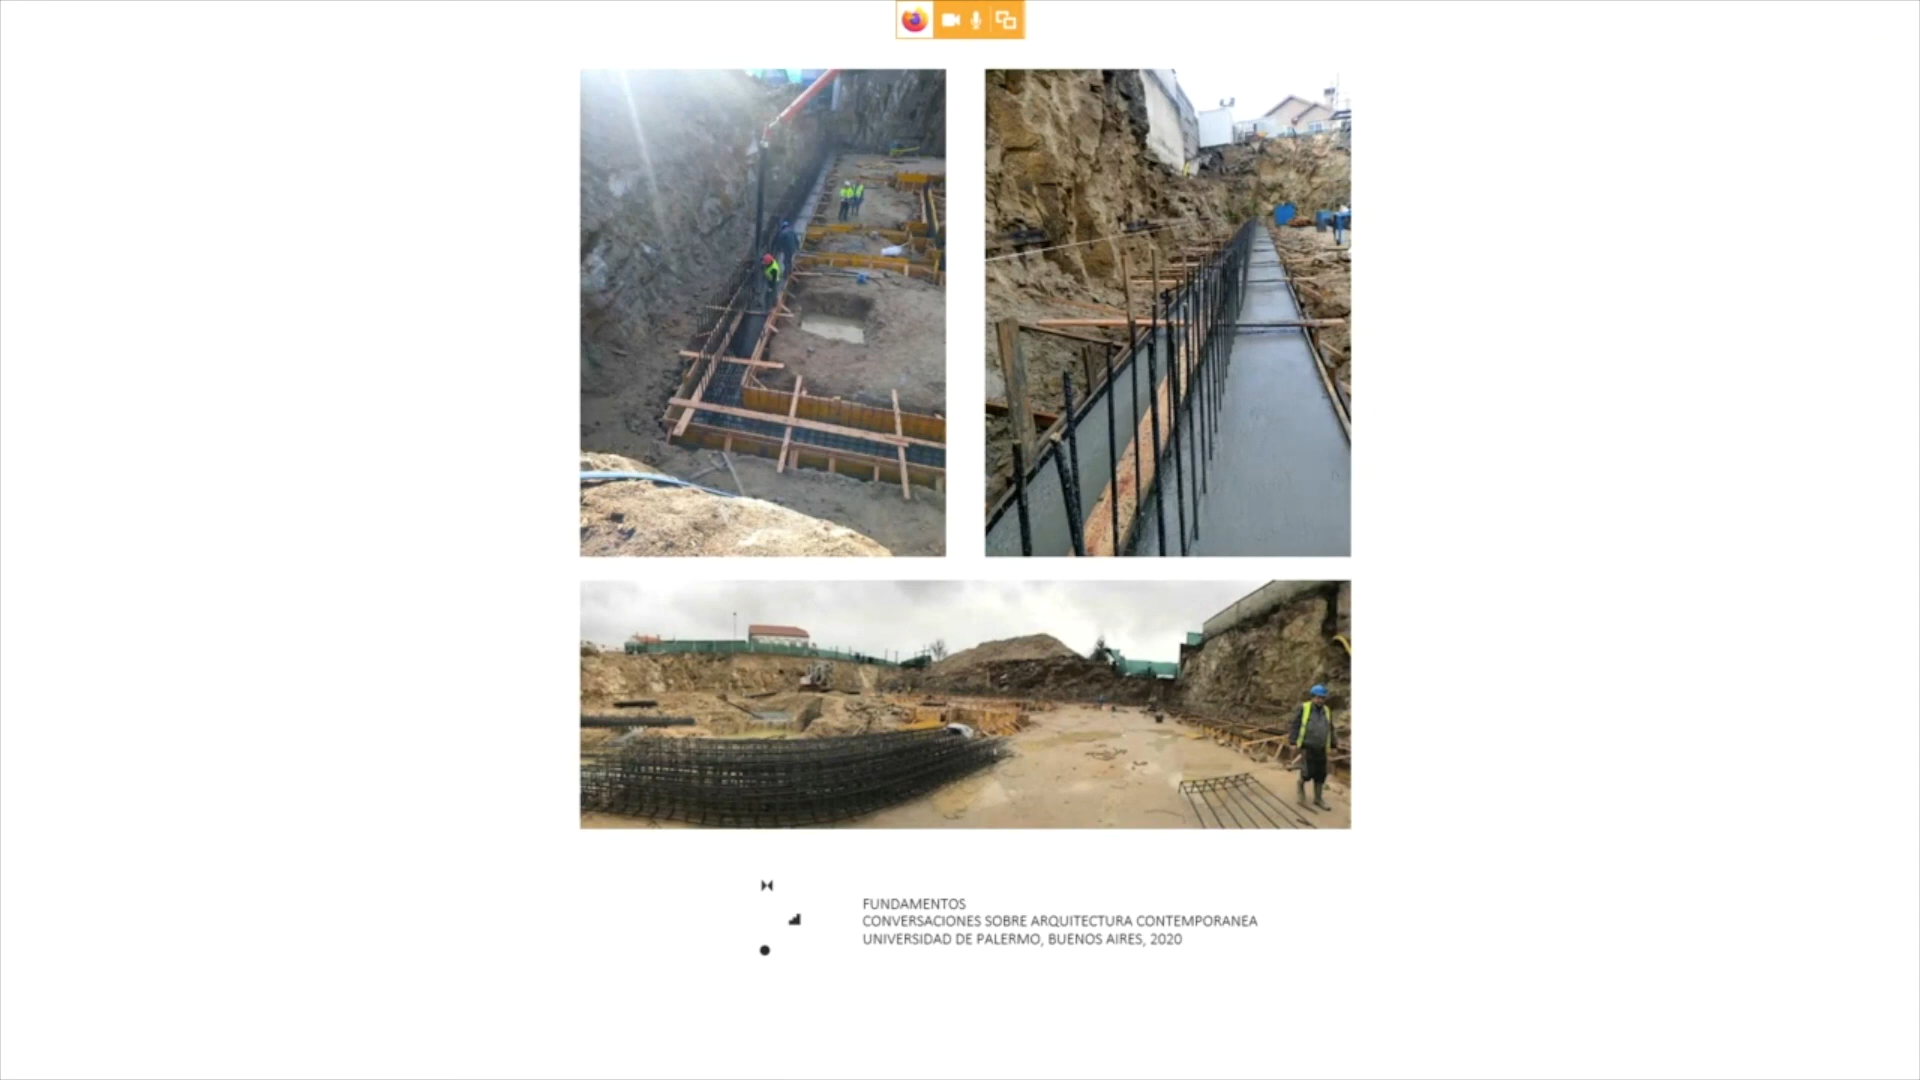 FUNDAMENTOS
CONVERSACIONES SOBRE ARQUITECTURA CONTEMPORANEA
UNIVERSIDAD DE PALERMO, BUENOS AIRES, 2020